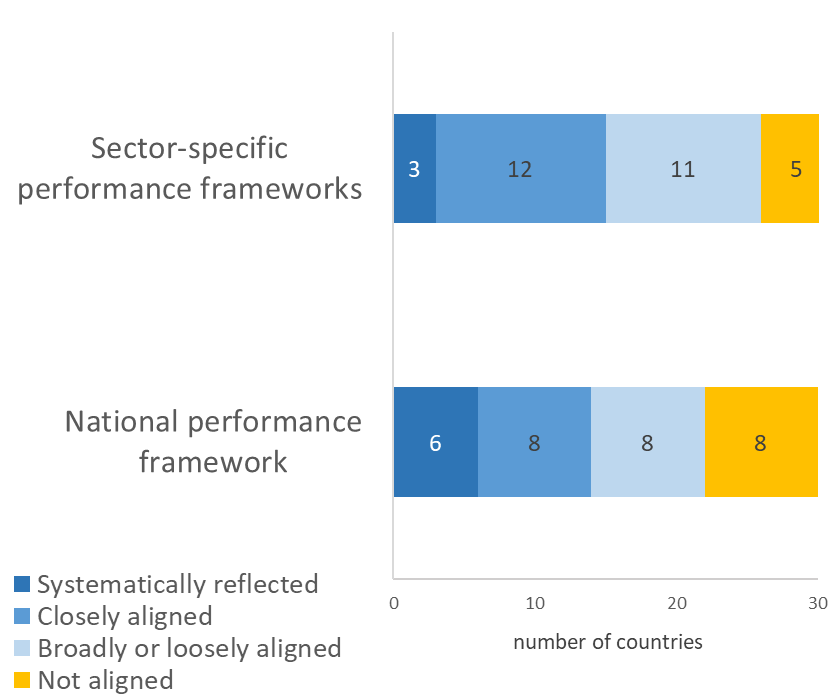 Sector-specific
performance frameworks
3 12 11 5
National performance
framework
6 8 8 8
0 10 20 30
number of countries
Systematically reflected
Closely aligned
Broadly or loosely aligned
Not aligned